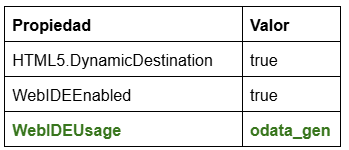 Propiedad Valor
HTML5.DynamicDestination true
WebIDEEnabled true
WebIDEUsage odata_gen